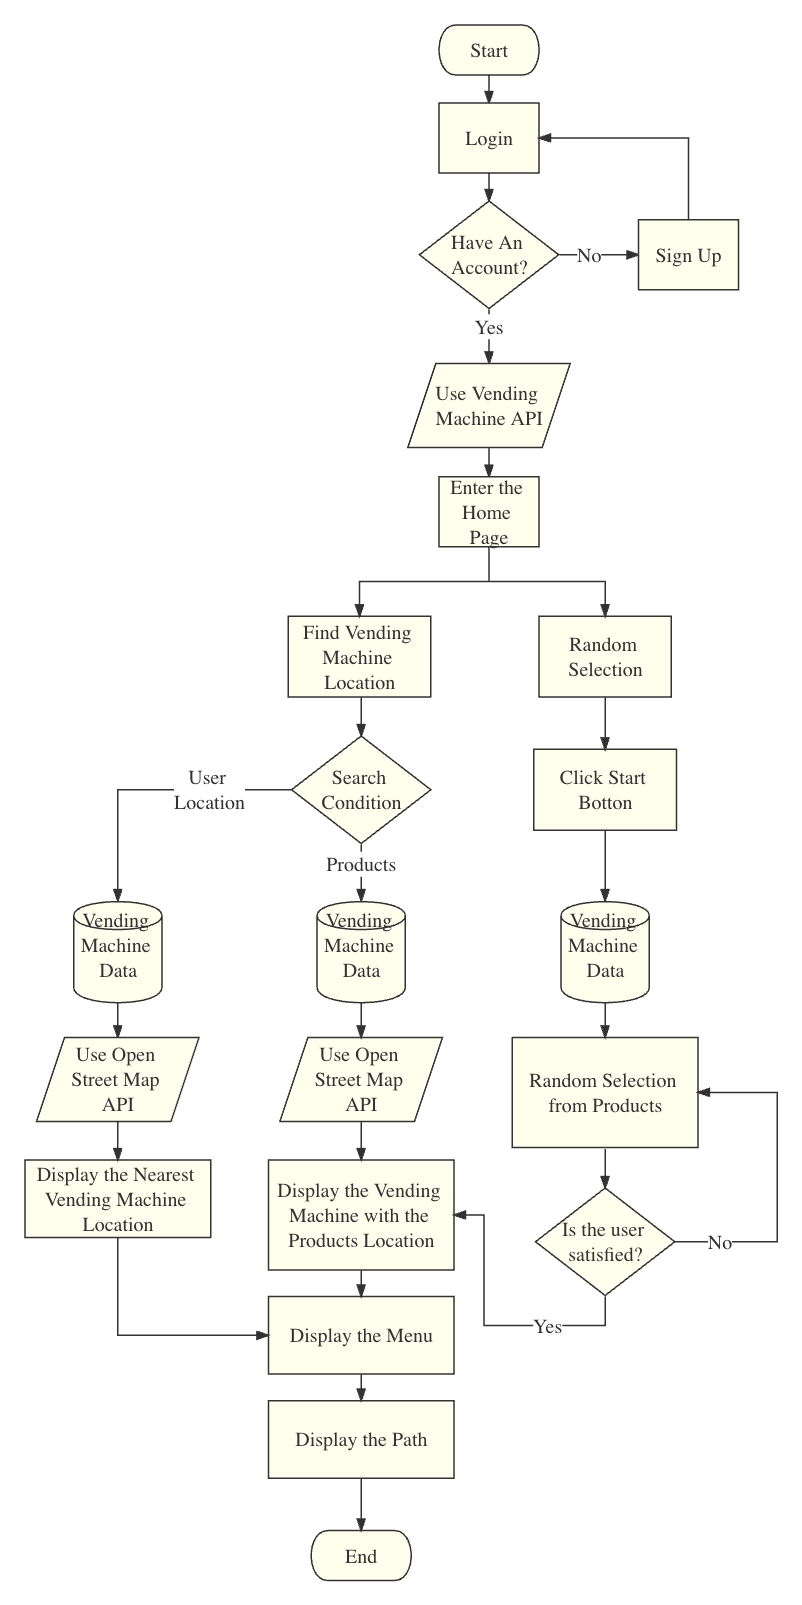 Start
Login
Have An
Account?
No
Sign Up
Yes
Use Vending
Machine API
Enter the
Home
Page
Find Vending
Machine
Location
Random
Selection
Search
Condition
User
Location
Click Start
Botton
Products
Vending
Machine
Data
Vending
Machine
Data
Vending
Machine
Data
Use Open
Street Map
API
Use Open
Street Map
API
Random Selection
from Products
Display the Nearest
Vending Machine
Location
Display the Vending
Machine with the
Products Location
Is the user
satisfied?
No
Yes
Display the Menu
Display the Path
End